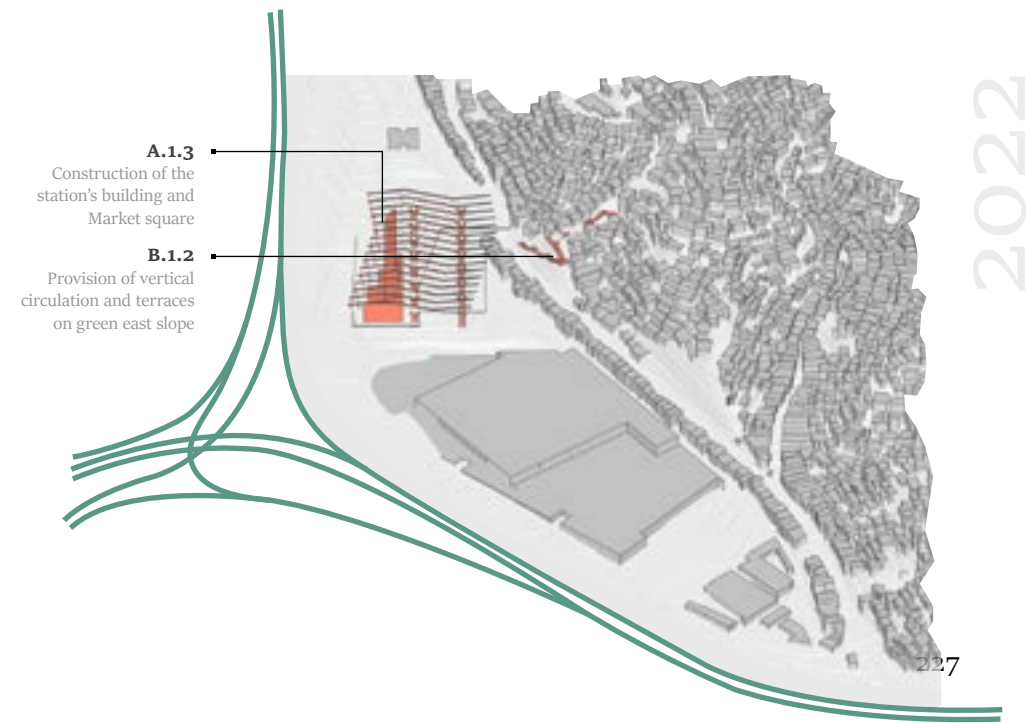 A.1.3
Construction of the
station's building and
Market square
B.1.2
Provision of vertical
circulation and terraces
on green east slope
2022
227